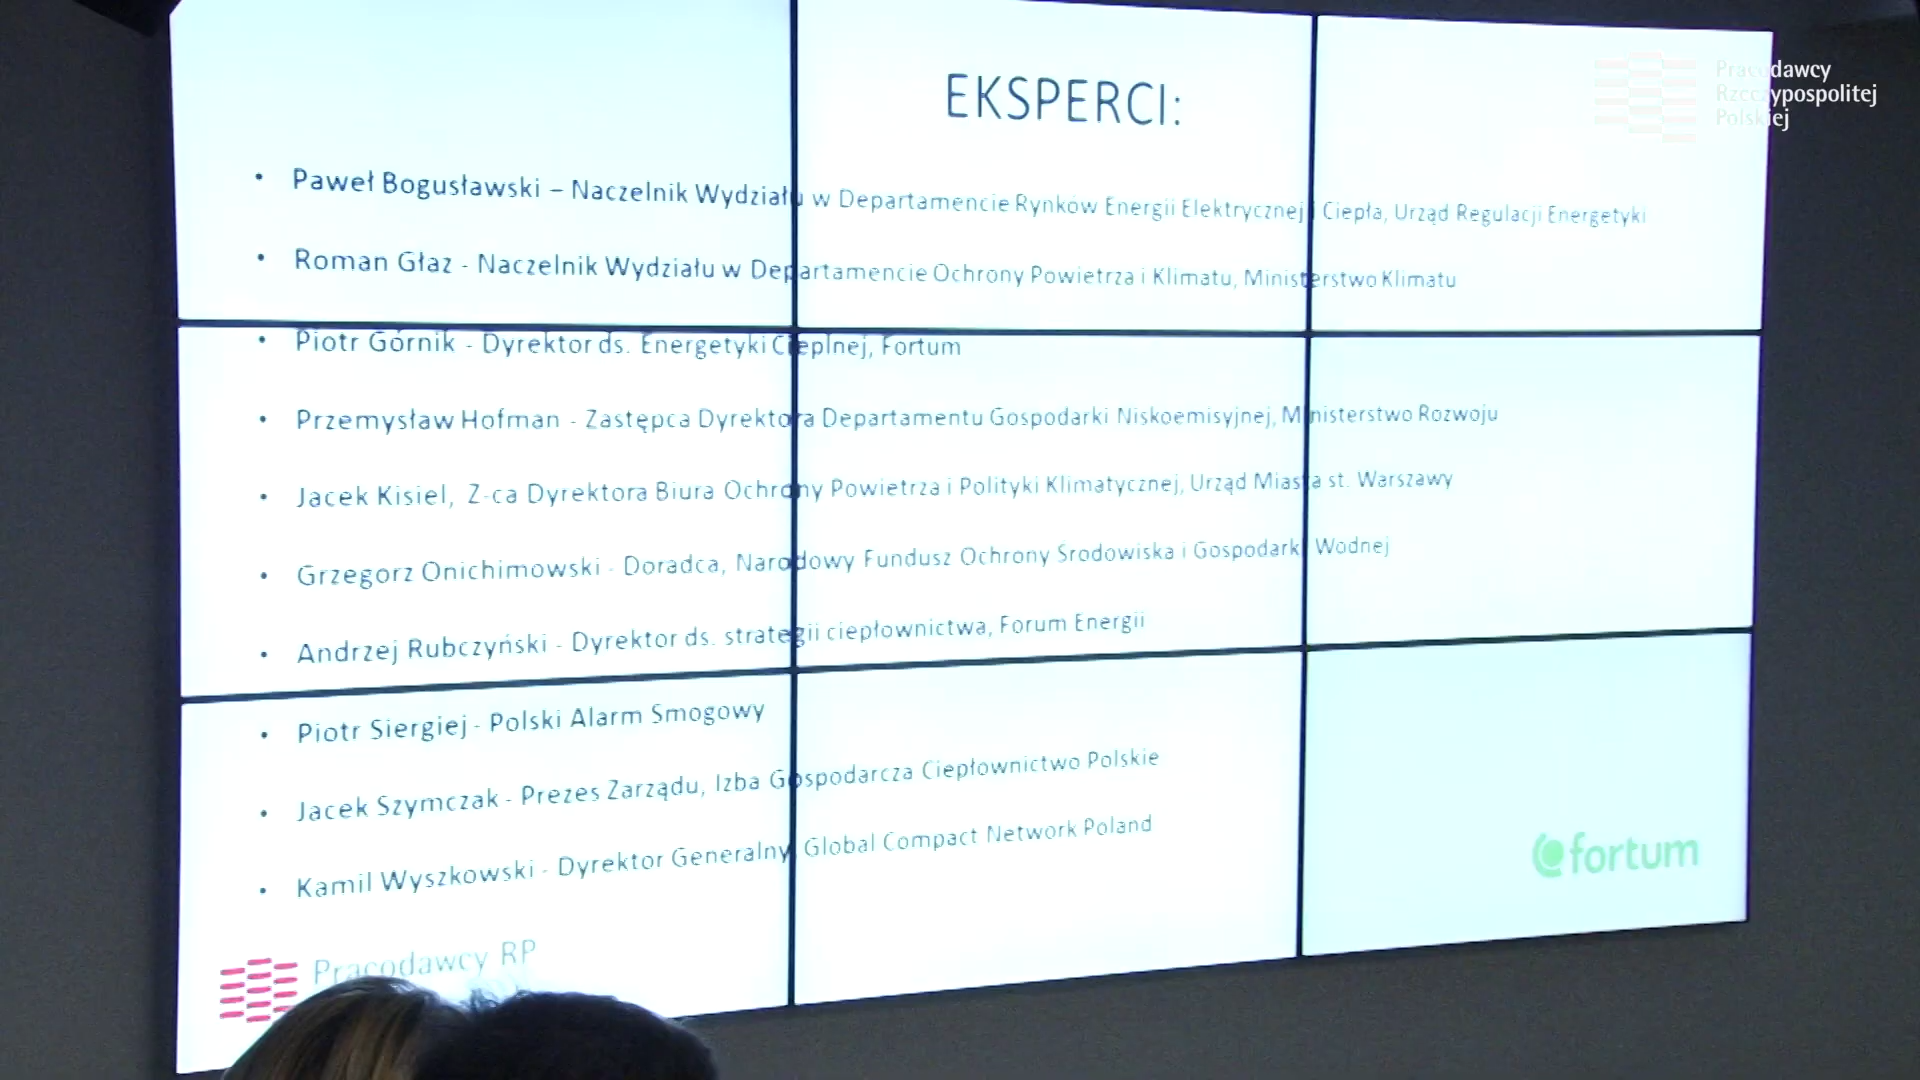 EKSPERCI:
Pracodawcy
Rzeczypospolitej
Polskiej
• Paweł Bogusławski – Naczelnik Wydziału w Departamencie Rynków Energii Elektrycznej i Ciepła, Urząd Regulacji Energetyki
• Roman Głaz - Naczelnik Wydziału w Departamencie Ochrony Powietrza i Klimatu, Ministerstwo Klimatu
• Piotr Górnik - Dyrektor ds. Energetyki Cieplnej, Fortum
• Przemysław Hofman - Zastępca Dyrektora Departamentu Gospodarki Niskoemisyjnej, Ministerstwo Rozwoju
• Jacek Kisiel, Z-ca Dyrektora Biura Ochrony Powietrza i Polityki Klimatycznej, Urząd Miasta st. Warszawy
• Grzegorz Onichimowski - Doradca, Narodowy Fundusz Ochrony Środowiska i Gospodarki Wodnej
• Andrzej Rubczyński - Dyrektor ds. strategii ciepłownictwa, Forum Energii
• Piotr Siergiej - Polski Alarm Smogowy
• Jacek Szymczak - Prezes Zarządu, Izba Gospodarcza Ciepłownictwo Polskie
• Kamil Wyszkowski - Dyrektor Generalny, Global Compact Network Poland
fortum
Pracodawcy RP